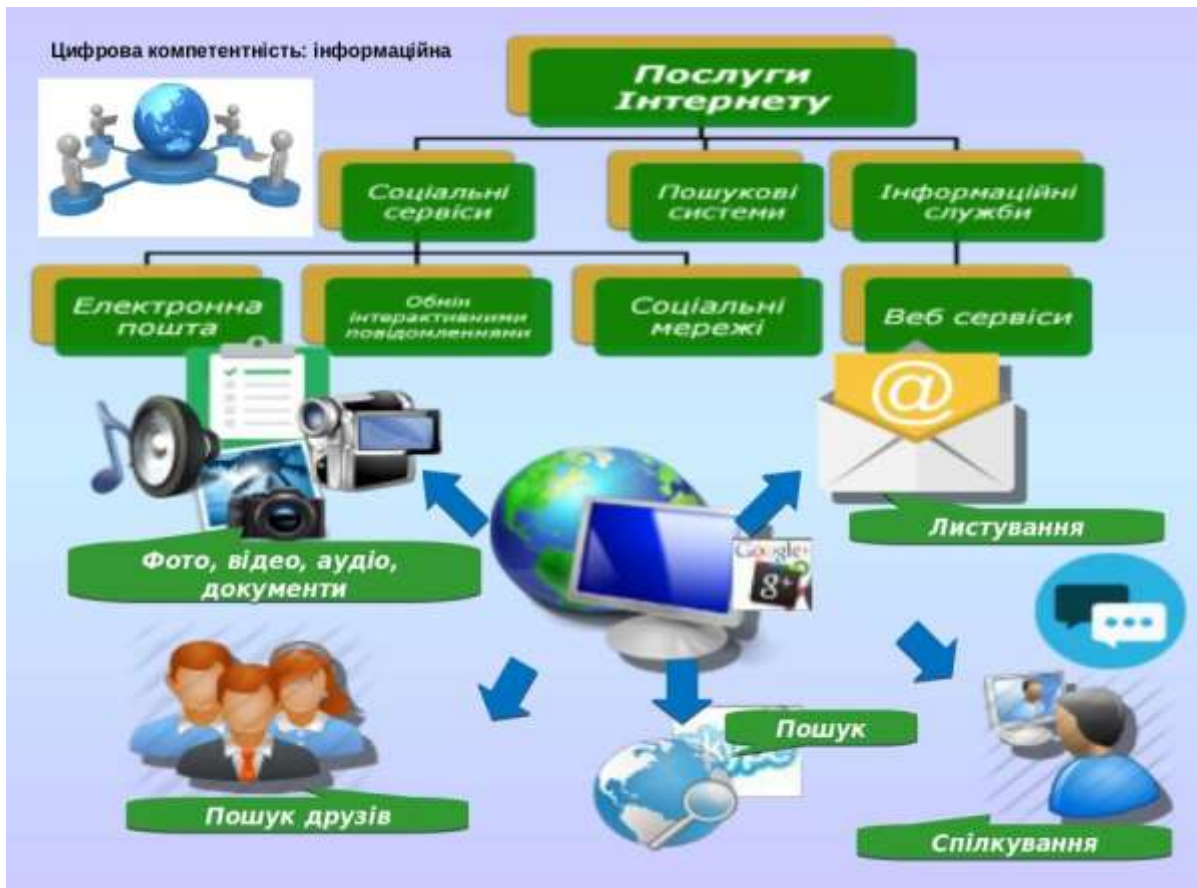 Цифрова компетентність: інформаційна
Послуги
Інтернету
Соціальні
сервіси
Пошукові
системи
Інформаційні
служби
Електронна
пошта
Обмін
інтерактивними
повідомленнями
Соціальні
мережі
Веб сервіси
@
Листування
Google+
8+
Фото, відео, аудіо,
документи
Пошук
Пошук друзів
Спілкування